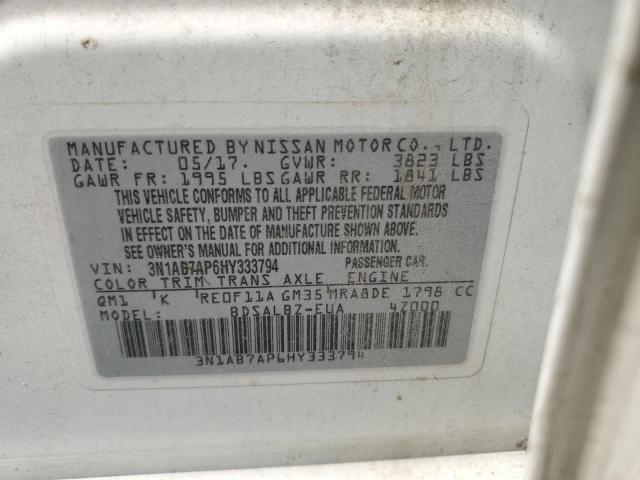 MANUFACTURED BY NISSAN MOTOR CO., LTD.
DATE: 05/17. GVWR: 3823 LBS
GAWR FR: 1995 LBS GAWR RR: 1841 LBS
THIS VEHICLE CONFORMS TO ALL APPLICABLE FEDERAL MOTOR
VEHICLE SAFETY, BUMPER AND THEFT PREVENTION STANDARDS
IN EFFECT ON THE DATE OF MANUFACTURE SHOWN ABOVE.
SEE OWNER'S MANUAL FOR ADDITIONAL INFORMATION.
VIN: 3N1AB7AP6HY333794 PASSENGER CAR.
COLOR TRIM TRANS AXLE ENGINE
QM1 K RE0F11A GM35 MRA8DE 1798 CC
MODEL: BDSALBZ-EUA 4Z000
3N1AB7AP6HY333794